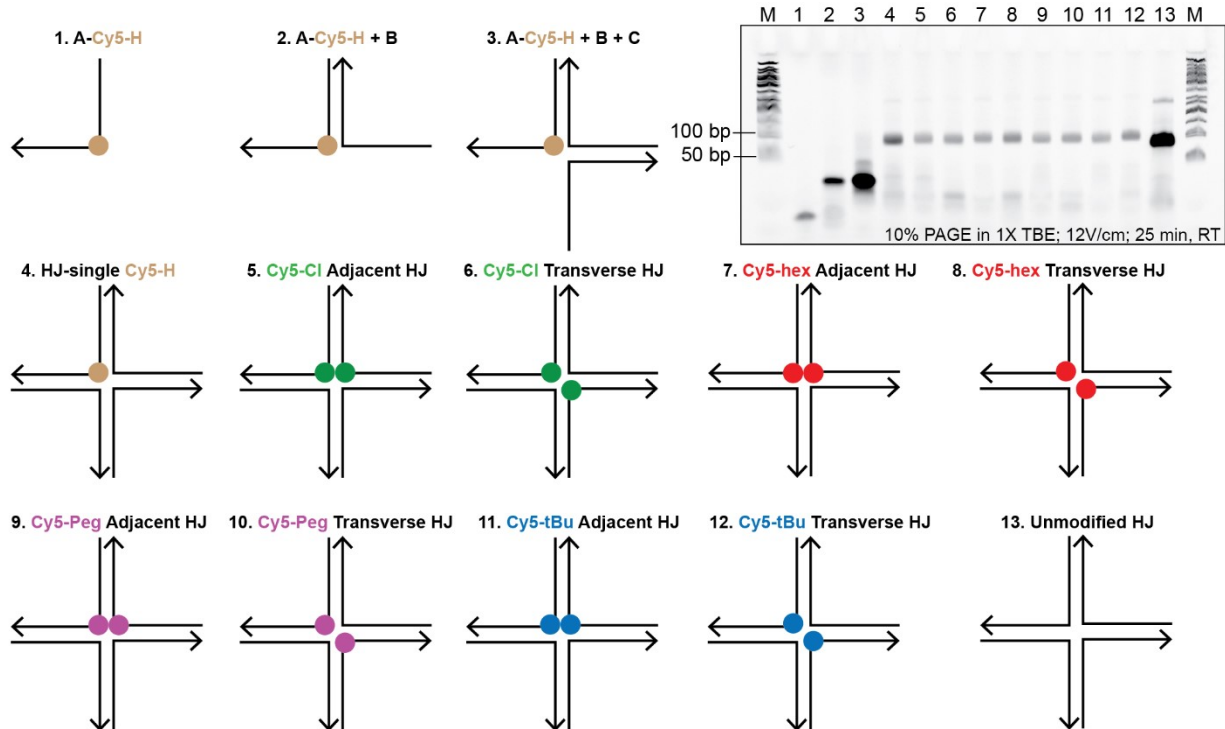 1. A-Cy5-H
2. A-Cy5-H + B
3. A-Cy5-H + B + C
M 1 2 3 4 5 6 7 8 9 10 11 12 13 M
100 bp
50 bp
10% PAGE in 1X TBE; 12V/cm; 25 min, RT
4. HJ-single Cy5-H
5. Cy5-Cl Adjacent HJ
6. Cy5-Cl Transverse HJ
7. Cy5-hex Adjacent HJ
8. Cy5-hex Transverse HJ
9. Cy5-Peg Adjacent HJ
10. Cy5-Peg Transverse HJ
11. Cy5-tBu Adjacent HJ
12. Cy5-tBu Transverse HJ
13. Unmodified HJ